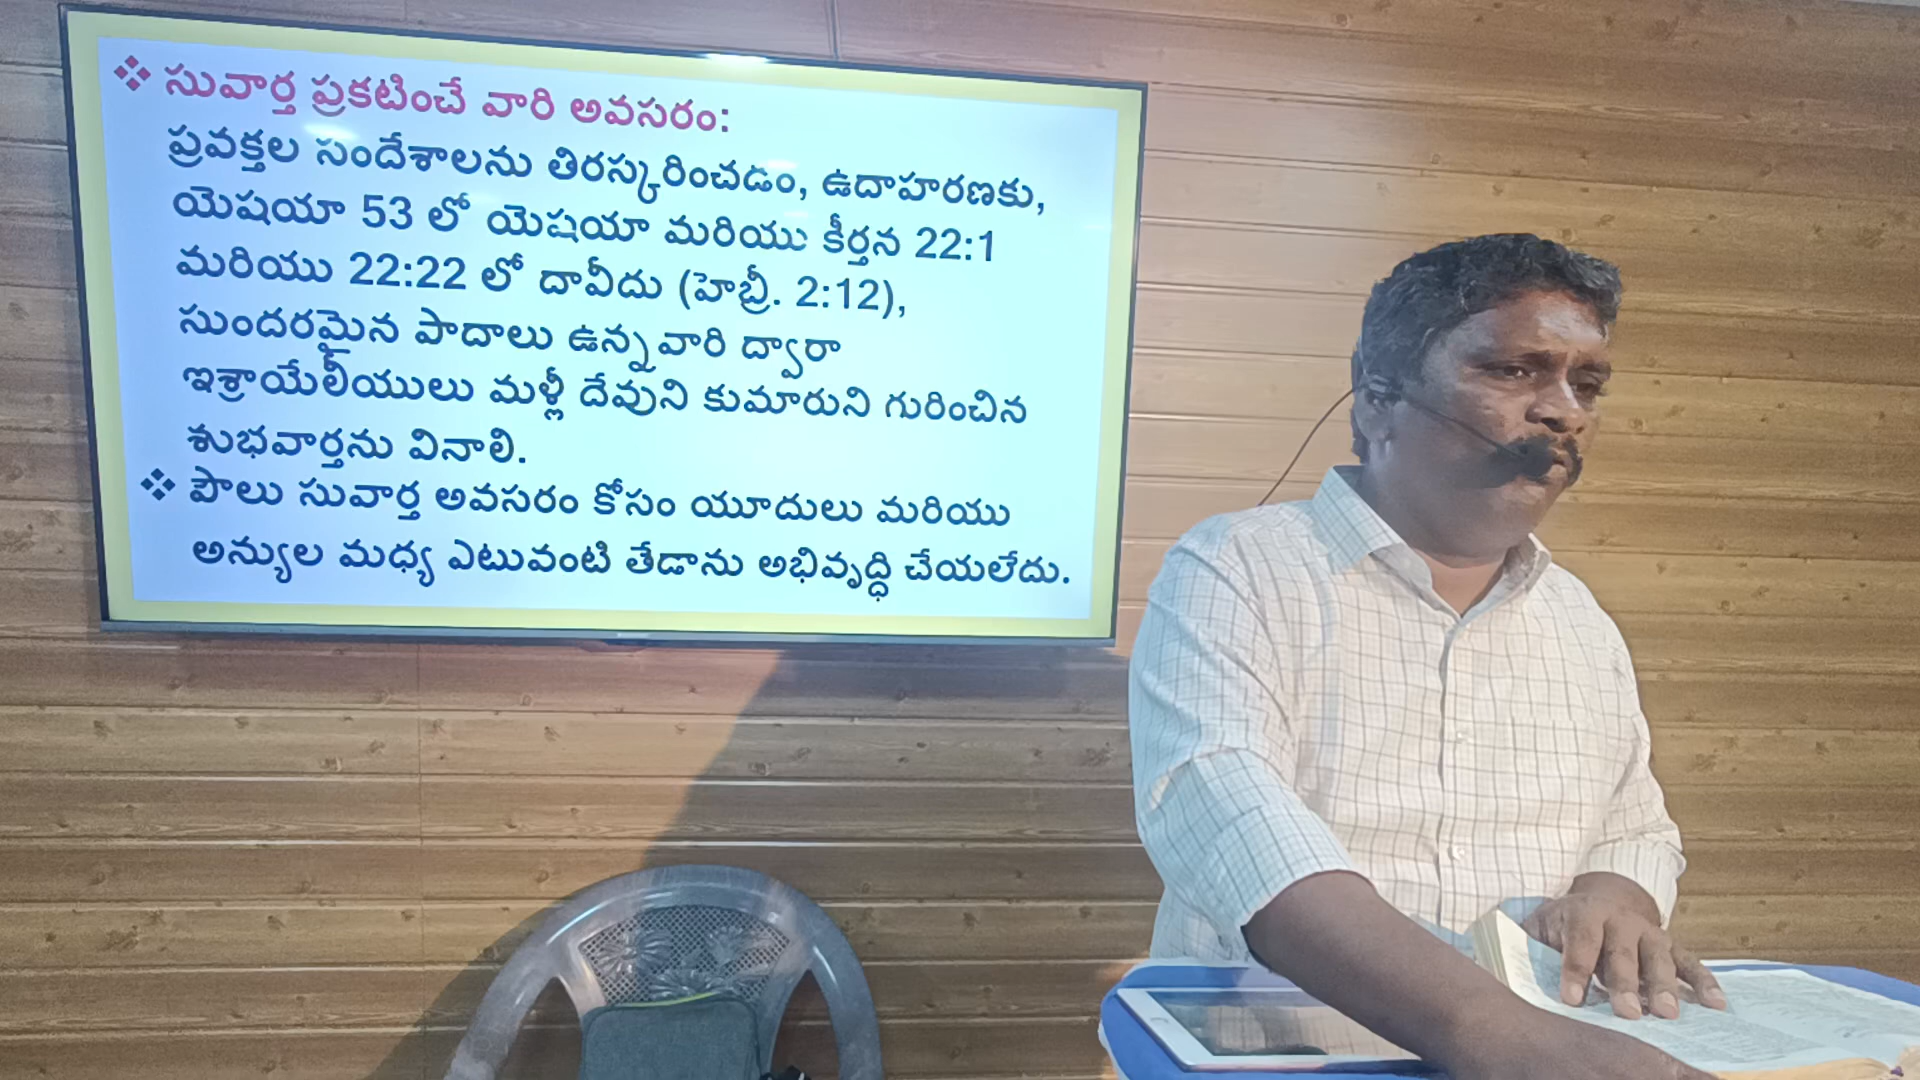 ❖ సువార్త ప్రకటించే వారి అవసరం:
ప్రవక్తల సందేశాలను తిరస్కరించడం, ఉదాహరణకు,
యెషయా 53 లో యెషయా మరియు కీర్తన 22:1
మరియు 22:22 లో దావీదు (హెబ్రీ. 2:12),
సుందరమైన పాదాలు ఉన్నవారి ద్వారా
ఇశ్రాయేలీయులు మళ్లీ దేవుని కుమారుని గురించిన
శుభవార్తను వినాలి.
❖ పౌలు సువార్త అవసరం కోసం యూదులు మరియు
అన్యుల మధ్య ఎటువంటి తేడాను అభివృద్ధి చేయలేదు.